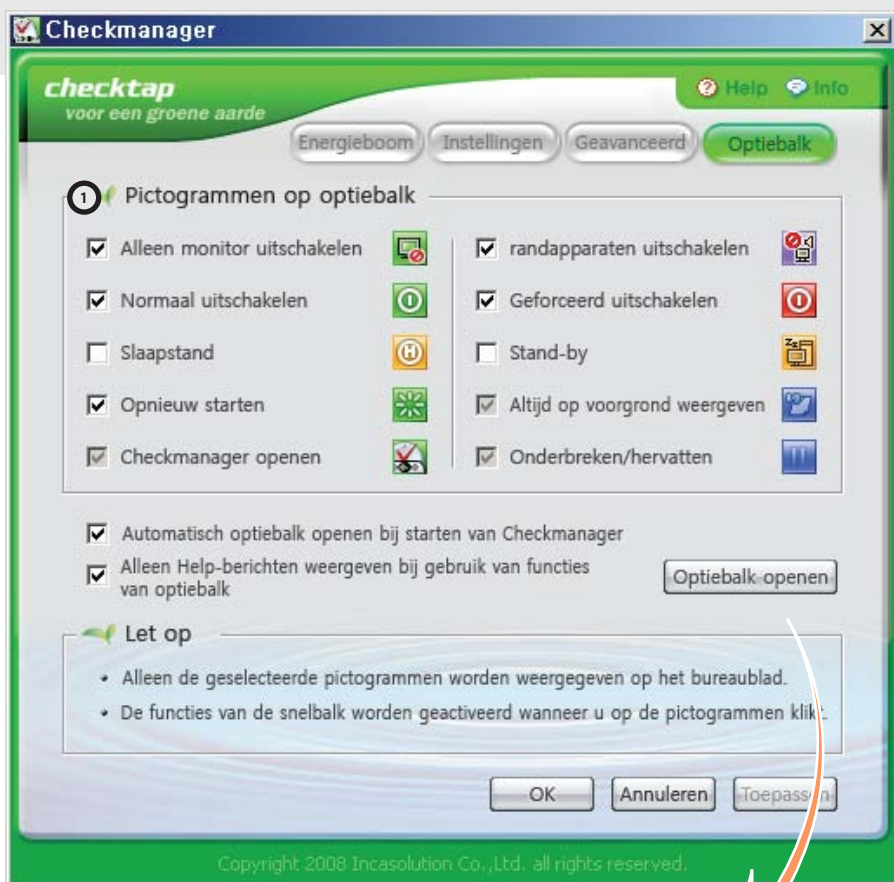 Checkmanager
checktap
voor een groene aarde
Help Info
Energieboom Instellingen Geavanceerd Optiebalk
1 Pictogrammen op optiebalk
Alleen monitor uitschakelen
randapparaten uitschakelen
Normaal uitschakelen
Geforceerd uitschakelen
Slaapstand
Stand-by
Opnieuw starten
Altijd op voorgrond weergeven
Checkmanager openen
Onderbreken/hervatten
Automatisch optiebalk openen bij starten van Checkmanager
Alleen Help-berichten weergeven bij gebruik van functies
van optiebalk
Optiebalk openen
Let op
• Alleen de geselecteerde pictogrammen worden weergegeven op het bureaublad.
• De functies van de snelbalk worden geactiveerd wanneer u op de pictogrammen klikt.
OK Annuleren Toepassen
Copyright 2008 Incasolution Co.,Ltd. all rights reserved.